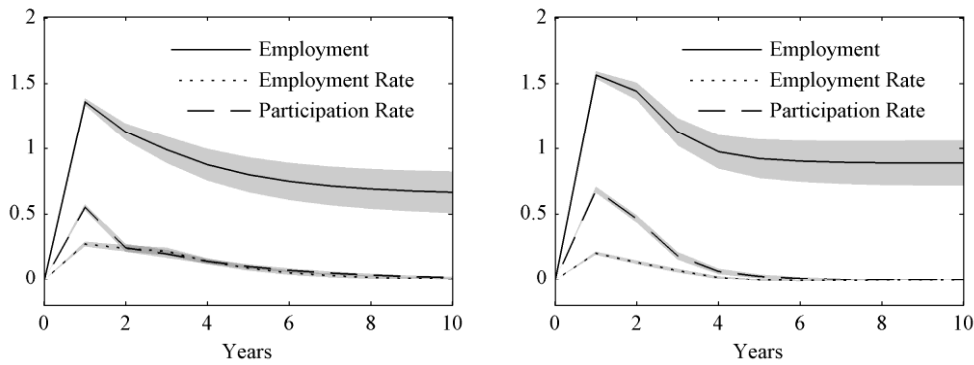 2
Employment
Employment Rate
Participation Rate
1.5
1
0.5
0
0 2 4 6 8 10
Years
2
Employment
Employment Rate
Participation Rate
1.5
1
0.5
0
0 2 4 6 8 10
Years